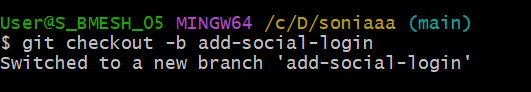 User@S_BMESH_05 MINGW64 /c/D/soniaaa (main)
$ git checkout -b add-social-login
Switched to a new branch 'add-social-login'